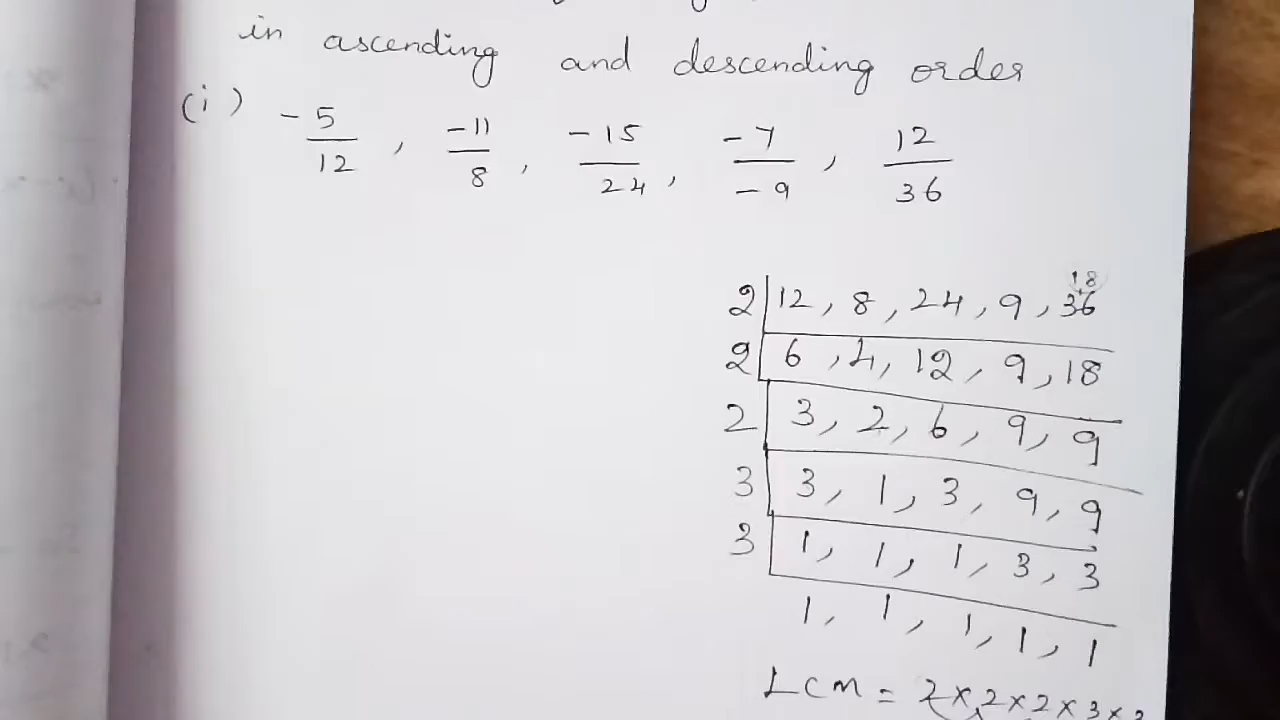 in ascending and descending order
(i) -5/12 , -11/8 , -15/24 , -7/-9 , 12/36
18
2 | 12, 8, 24, 9, 36
2 | 6, 4, 12, 9, 18
2 | 3, 2, 6, 9, 9
3 | 3, 1, 3, 9, 9
3 | 1, 1, 1, 3, 3
1, 1, 1, 1, 1
LCM = 2×2×2×3×3